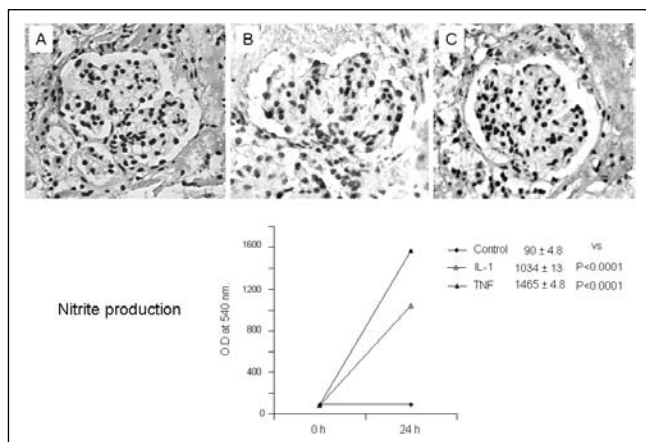 A
B
C
Nitrite production
O.D at 540 nm.
1600
1200
800
400
0
0 h
24 h
Control 90 ± 4.8 vs
IL-1 1034 ± 13 P<0.0001
TNF 1465 ± 4.8 P<0.0001